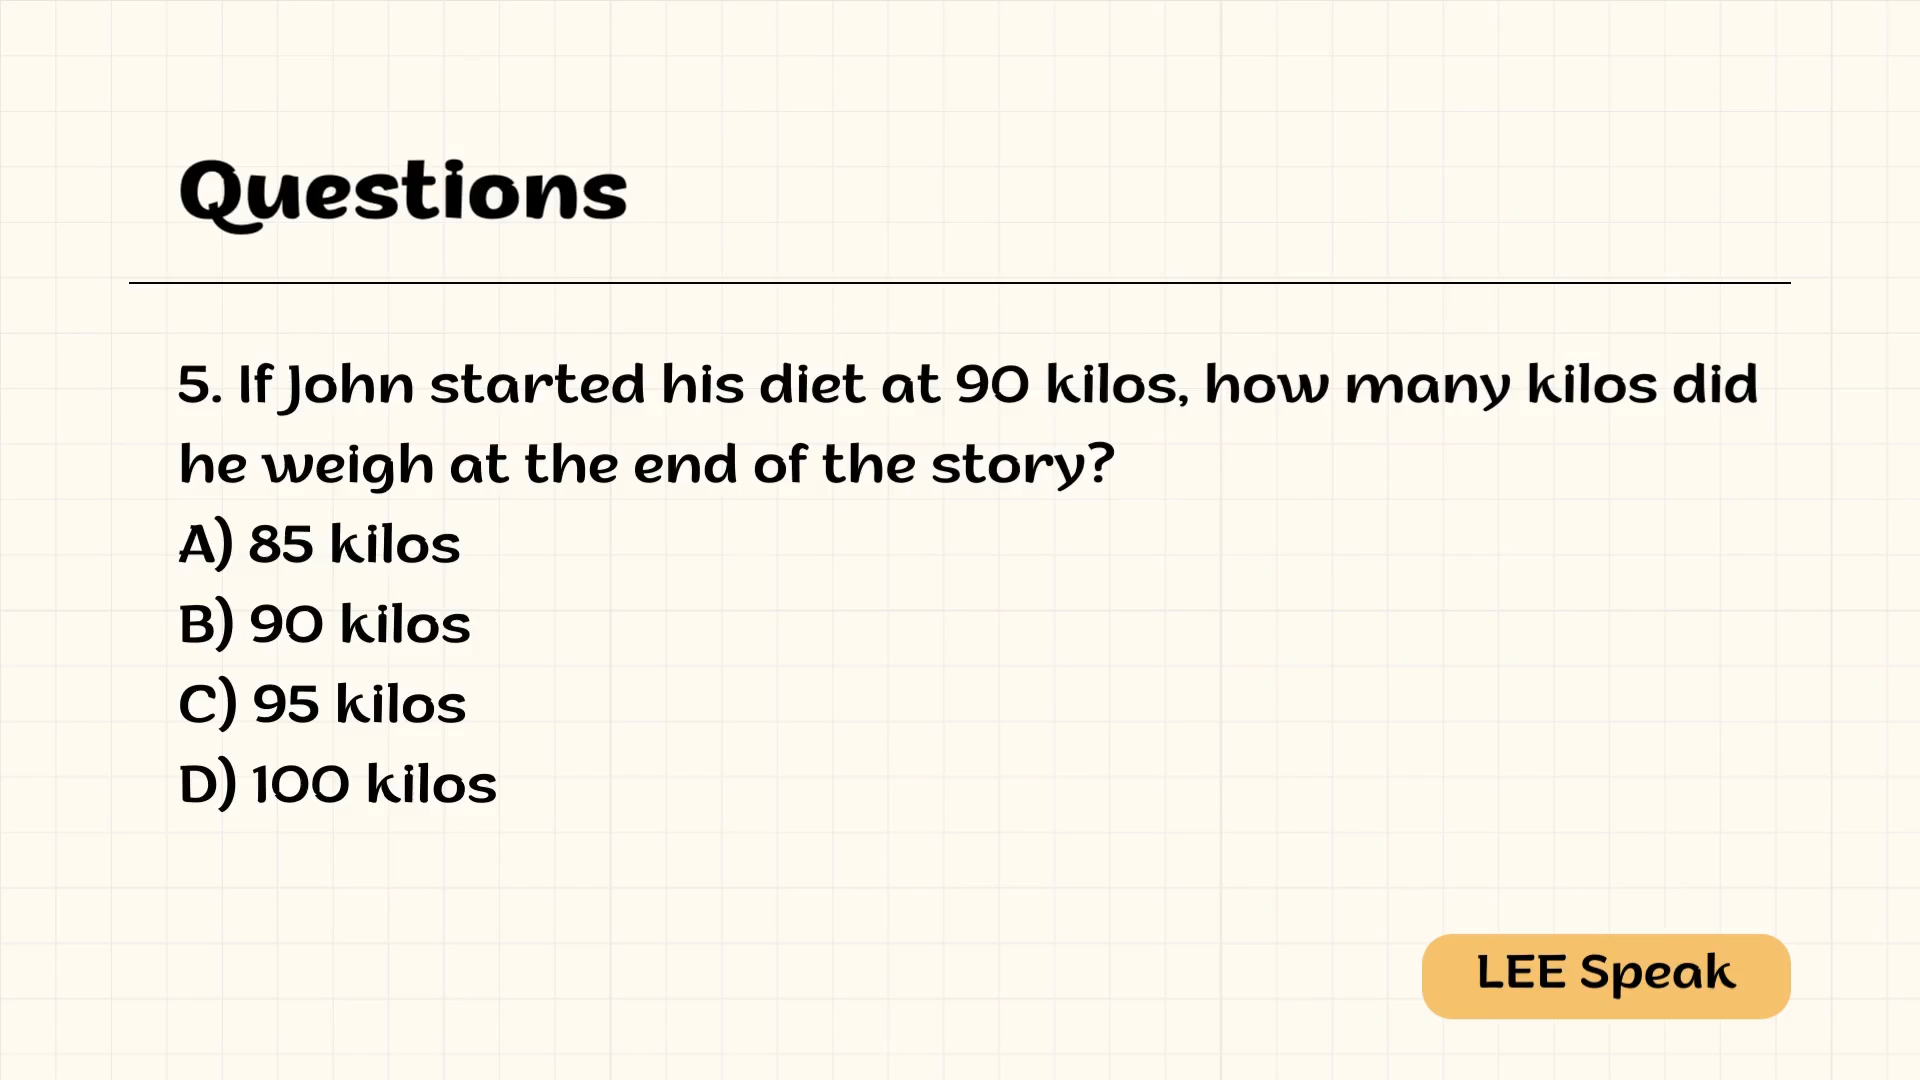 Questions
5. If John started his diet at 90 kilos, how many kilos did
he weigh at the end of the story?
A) 85 kilos
B) 90 kilos
C) 95 kilos
D) 100 kilos
LEE Speak